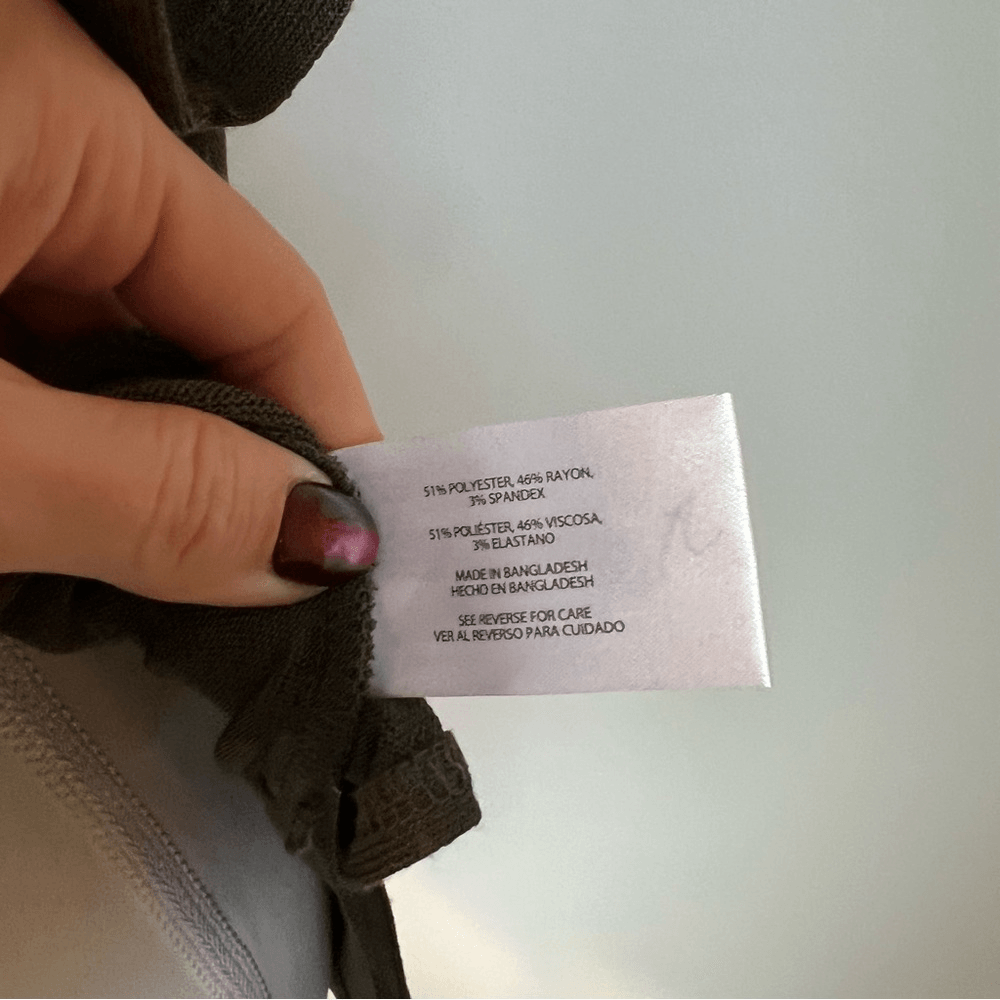 51% POLYESTER, 46% RAYON,
3% SPANDEX
51% POLIÉSTER, 46% VISCOSA,
3% ELASTANO
MADE IN BANGLADESH
HECHO EN BANGLADESH
SEE REVERSE FOR CARE
VER AL REVERSO PARA CUIDADO